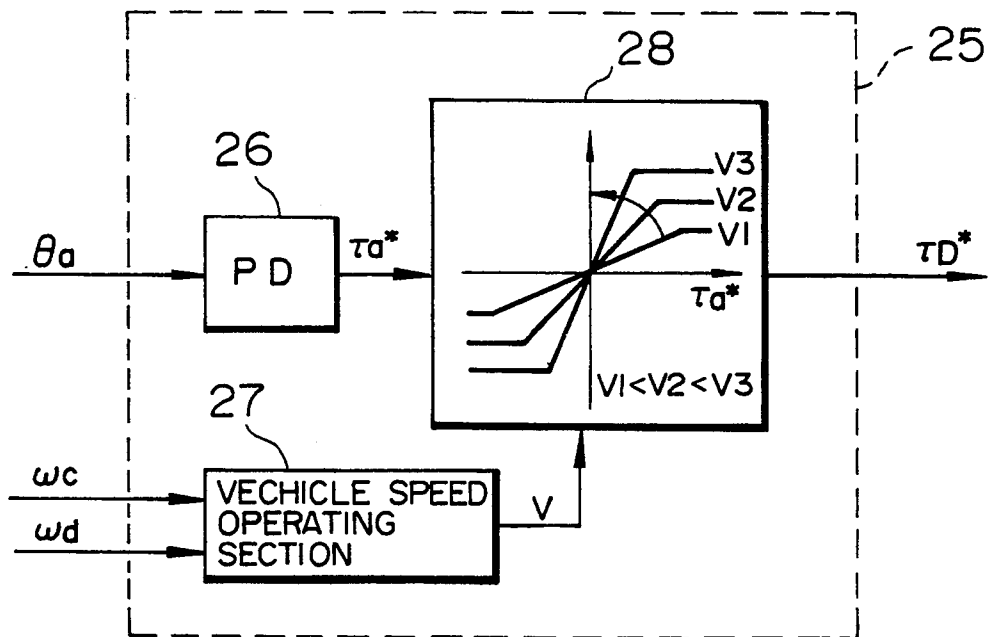 25
28
26
V3
V2
V1
θa
PD
τa*
τa*
τD*
V1<V2<V3
27
ωc
ωd
VECHICLE SPEED
OPERATING
SECTION
V